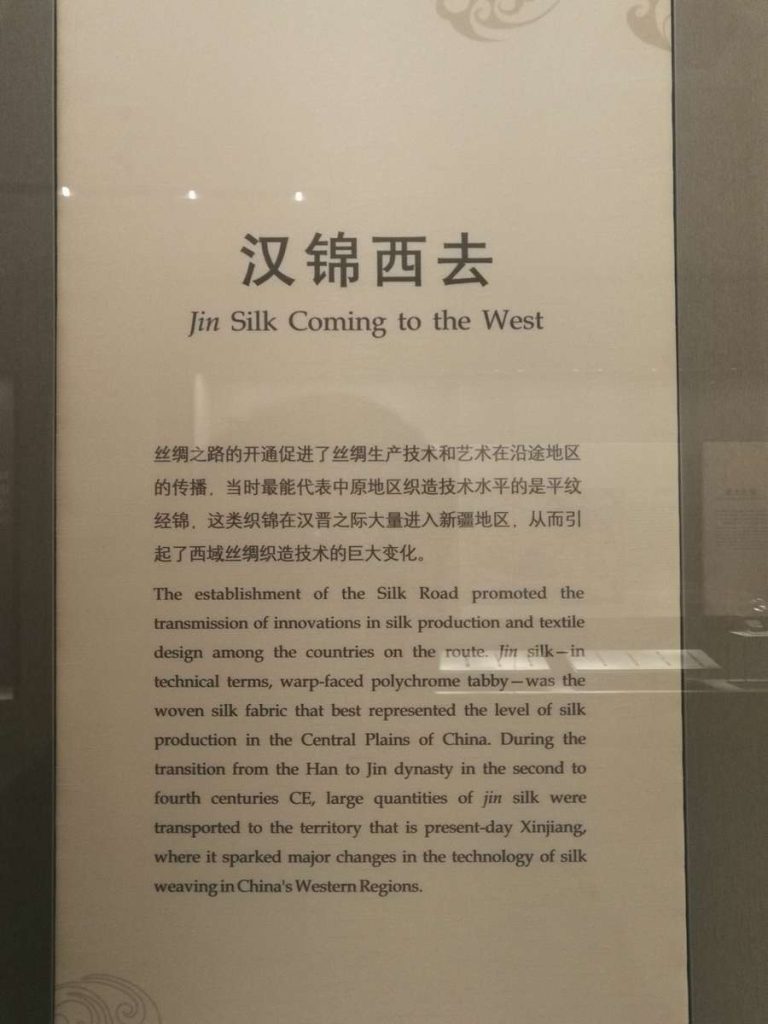 汉锦西去
Jin Silk Coming to the West
丝绸之路的开通促进了丝绸生产技术和艺术在沿途地区
的传播，当时最能代表中原地区织造技术水平的是平纹
经锦，这类织锦在汉晋之际大量进入新疆地区，从而引
起了西域丝绸织造技术的巨大变化。
The establishment of the Silk Road promoted the
transmission of innovations in silk production and textile
design among the countries on the route. Jin silk—in
technical terms, warp-faced polychrome tabby—was the
woven silk fabric that best represented the level of silk
production in the Central Plains of China. During the
transition from the Han to Jin dynasty in the second to
fourth centuries CE, large quantities of jin silk were
transported to the territory that is present-day Xinjiang,
where it sparked major changes in the technology of silk
weaving in China's Western Regions.